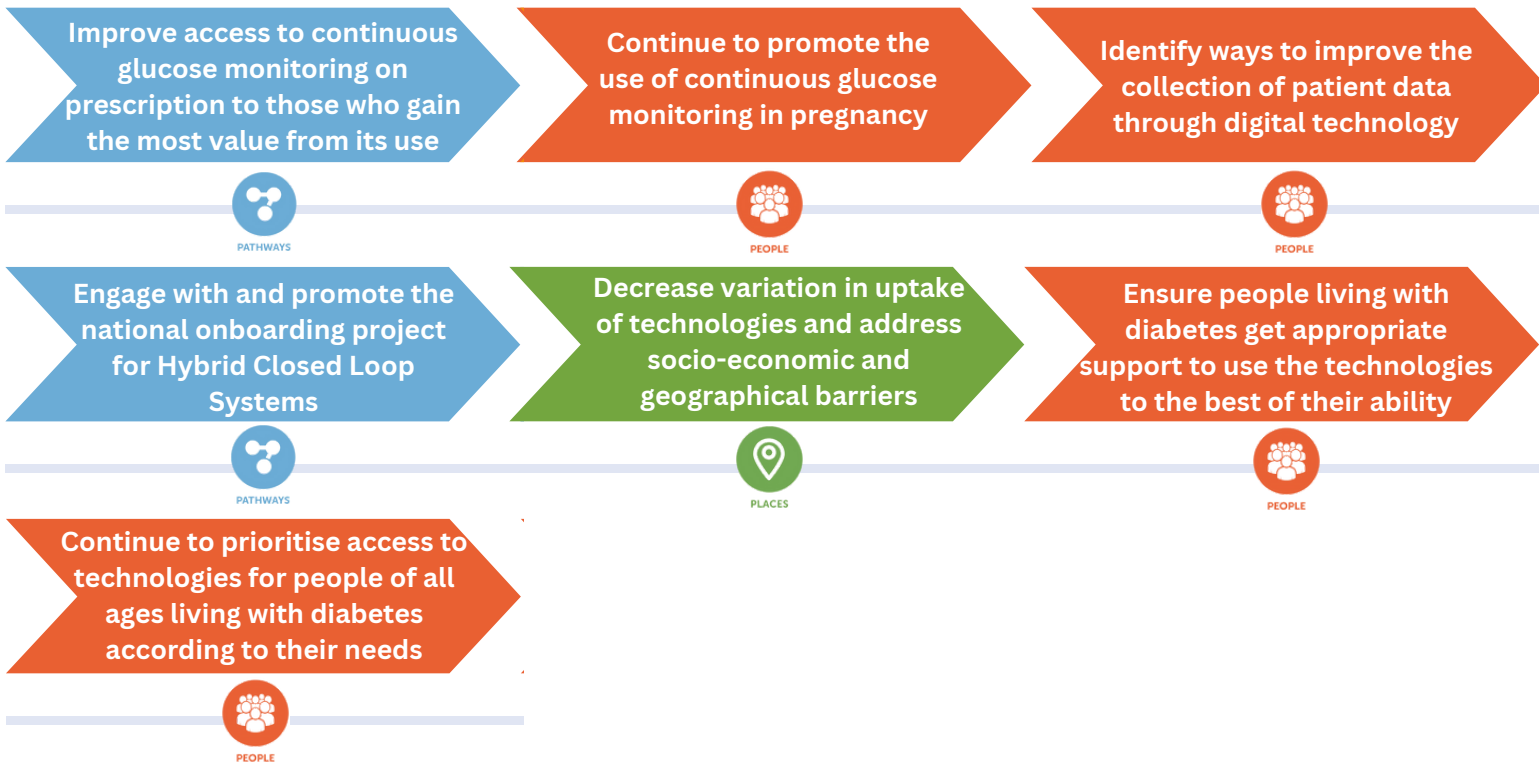 Improve access to continuous
glucose monitoring on
prescription to those who gain
the most value from its use
PATHWAYS
Continue to promote the
use of continuous glucose
monitoring in pregnancy
PEOPLE
Identify ways to improve the
collection of patient data
through digital technology
PEOPLE
Engage with and promote the
national onboarding project
for Hybrid Closed Loop
Systems
PATHWAYS
Decrease variation in uptake
of technologies and address
socio-economic and
geographical barriers
PLACES
Ensure people living with
diabetes get appropriate
support to use the technologies
to the best of their ability
PEOPLE
Continue to prioritise access to
technologies for people of all
ages living with diabetes
according to their needs
PEOPLE